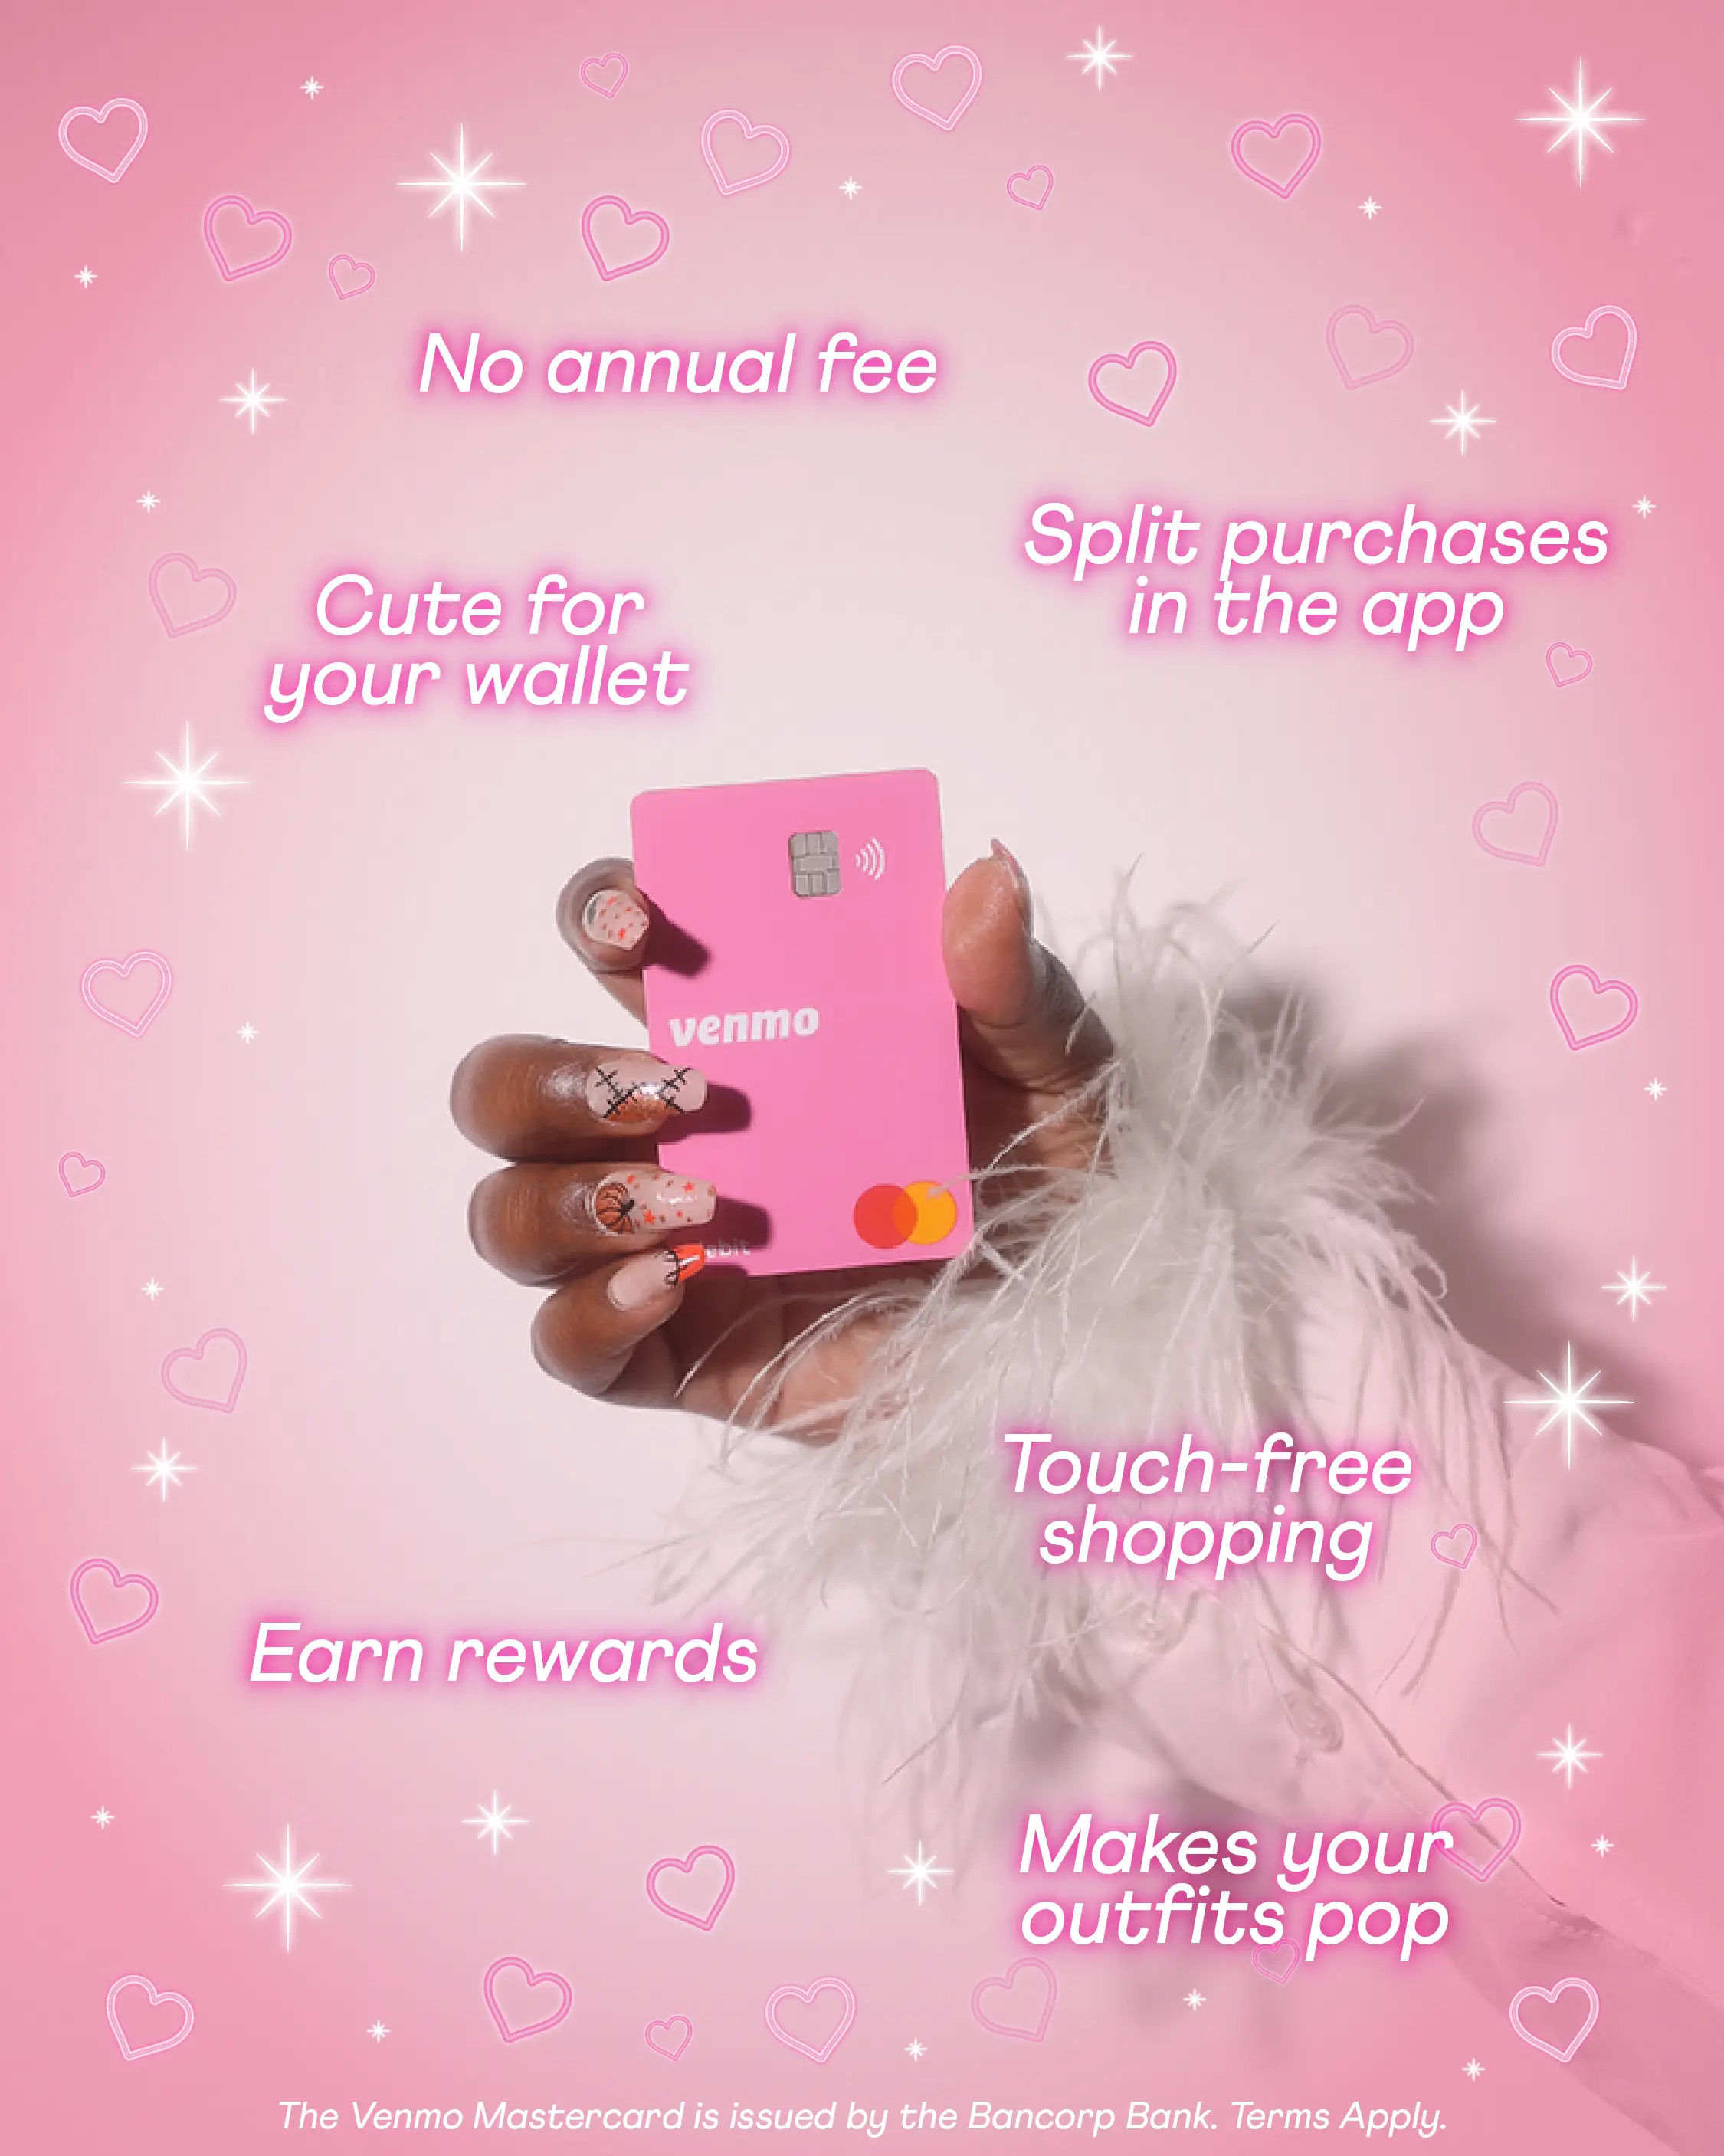 No annual fee
Split purchases
in the app
Cute for
your wallet
venmo
ebit
Touch-free
shopping
Earn rewards
Makes your
outfits pop
The Venmo Mastercard is issued by the Bancorp Bank. Terms Apply.